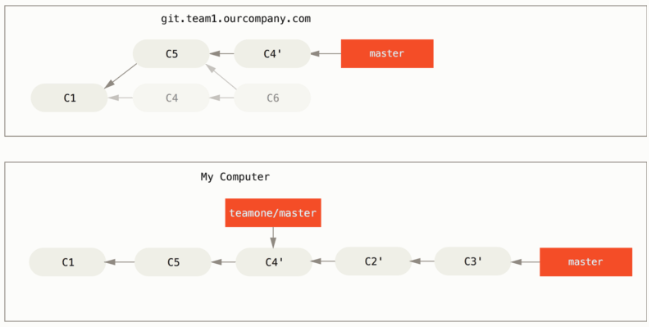 git.team1.ourcompany.com
C5 C4' master
C1 C4 C6
My Computer
teamone/master
C1 C5 C4' C2' C3' master